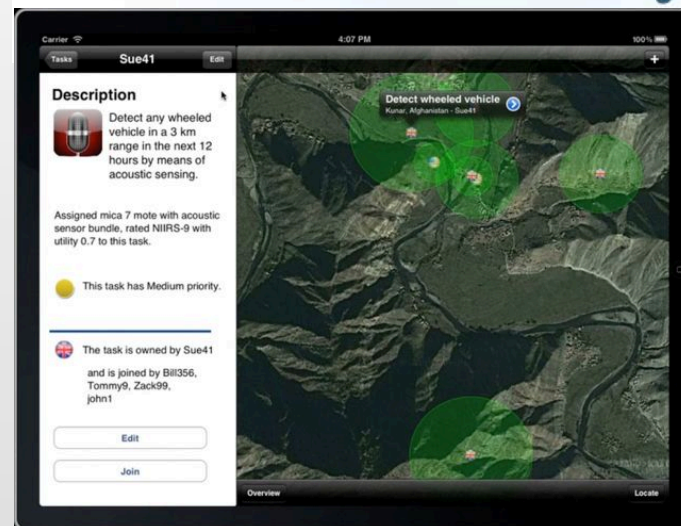 Carrier 4:07 PM 100%
Tasks Sue41 Edit +
Description
Detect any wheeled
vehicle in a 3 km
range in the next 12
hours by means of
acoustic sensing.
Assigned mica 7 mote with acoustic
sensor bundle, rated NIIRS-9 with
utility 0.7 to this task.
This task has Medium priority.
The task is owned by Sue41
and is joined by Bill356,
Tommy9, Zack99,
john1
Edit
Join
Detect wheeled vehicle
Kunar, Afghanistan - Sue41
Overview Locate